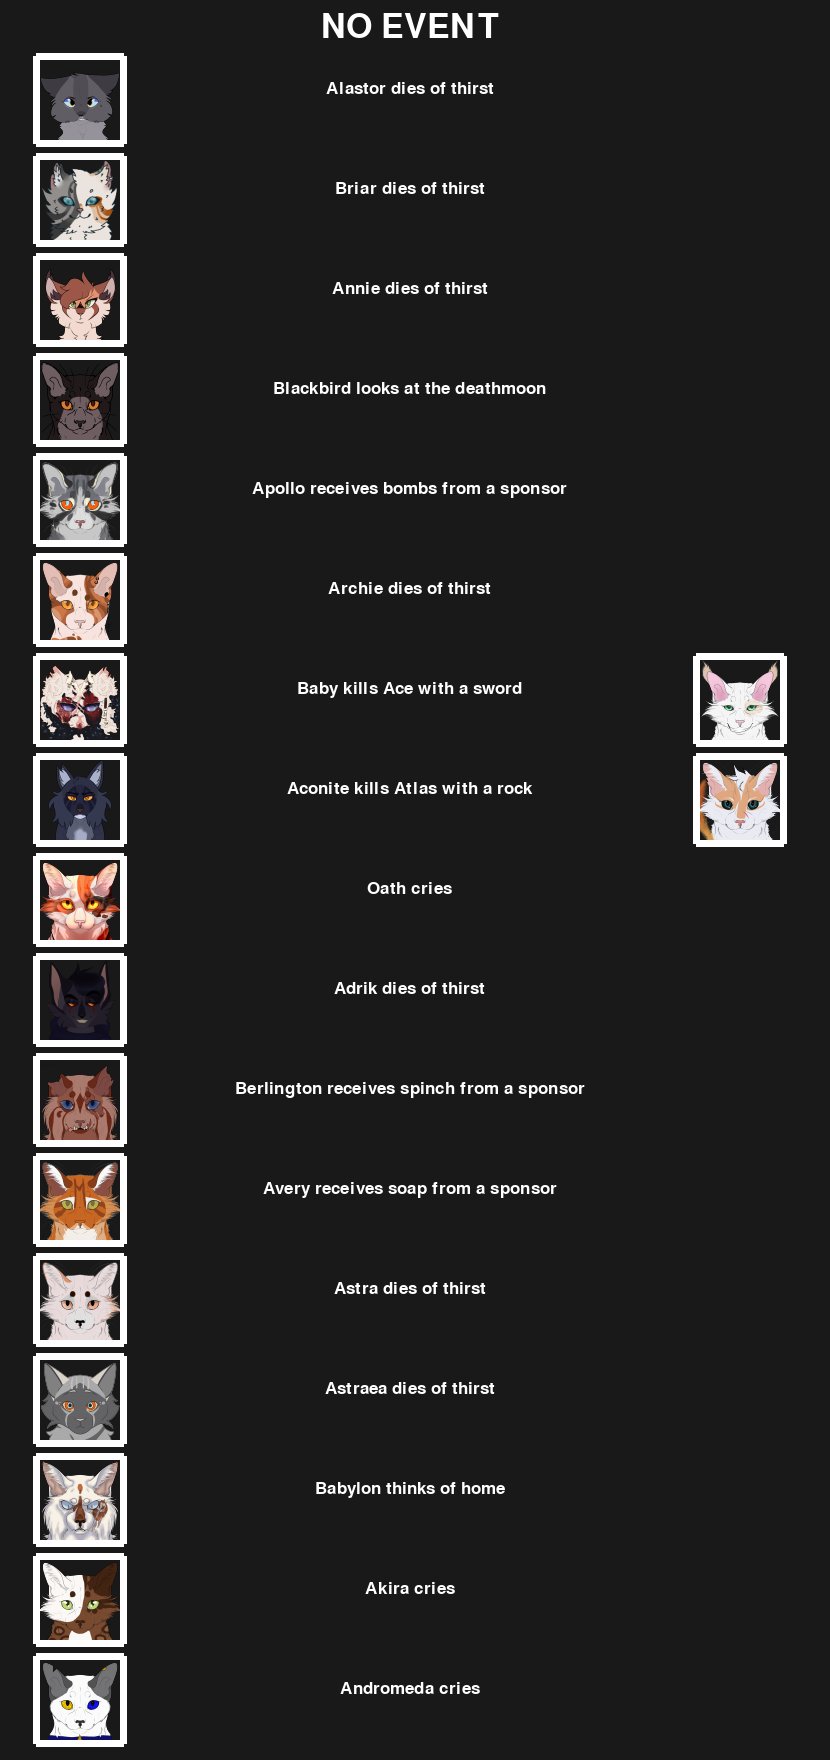 NO EVENT
Alastor dies of thirst
Briar dies of thirst
Annie dies of thirst
Blackbird looks at the deathmoon
Apollo receives bombs from a sponsor
Archie dies of thirst
Baby kills Ace with a sword
Aconite kills Atlas with a rock
Oath cries
Adrik dies of thirst
Berlington receives spinch from a sponsor
Avery receives soap from a sponsor
Astra dies of thirst
Astraea dies of thirst
Babylon thinks of home
Akira cries
Andromeda cries